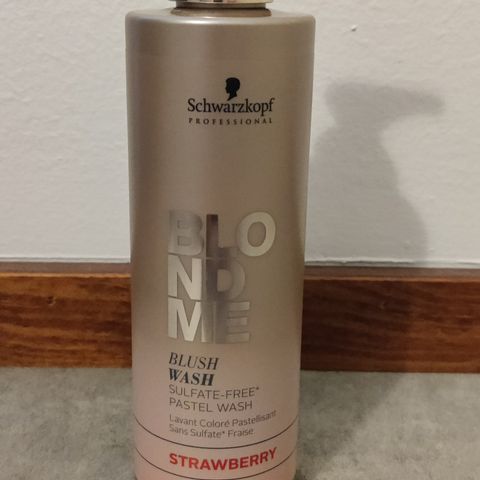 Schwarzkopf
PROFESSIONAL
BLO
ND
ME
BLUSH
WASH
SULFATE-FREE*
PASTEL WASH
Lavant Coloré Pastellisant
Sans Sulfate* Fraise
STRAWBERRY